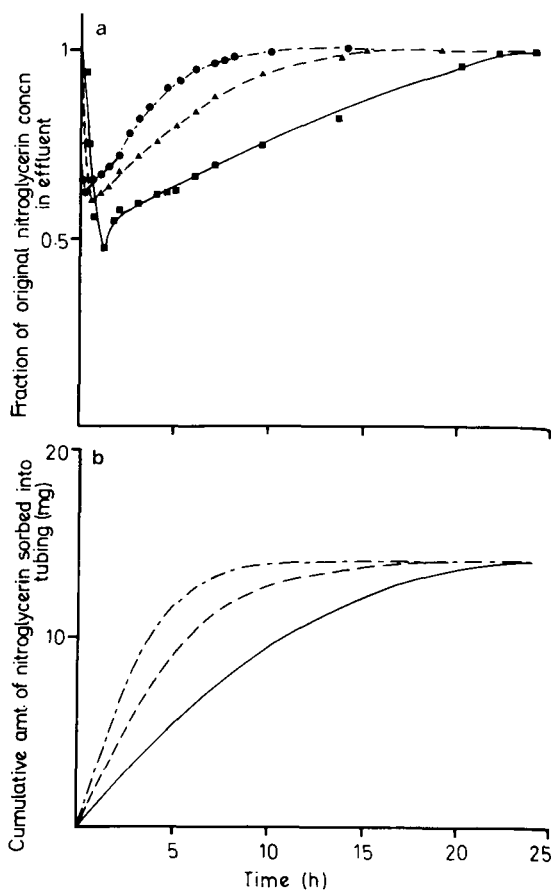 a
1
0·5
Fraction of original nitroglycerin concn
in effluent
b
20
10
Cumulative amt of nitroglycerin sorbed into
tubing (mg)
5 10 15 20 25
Time (h)